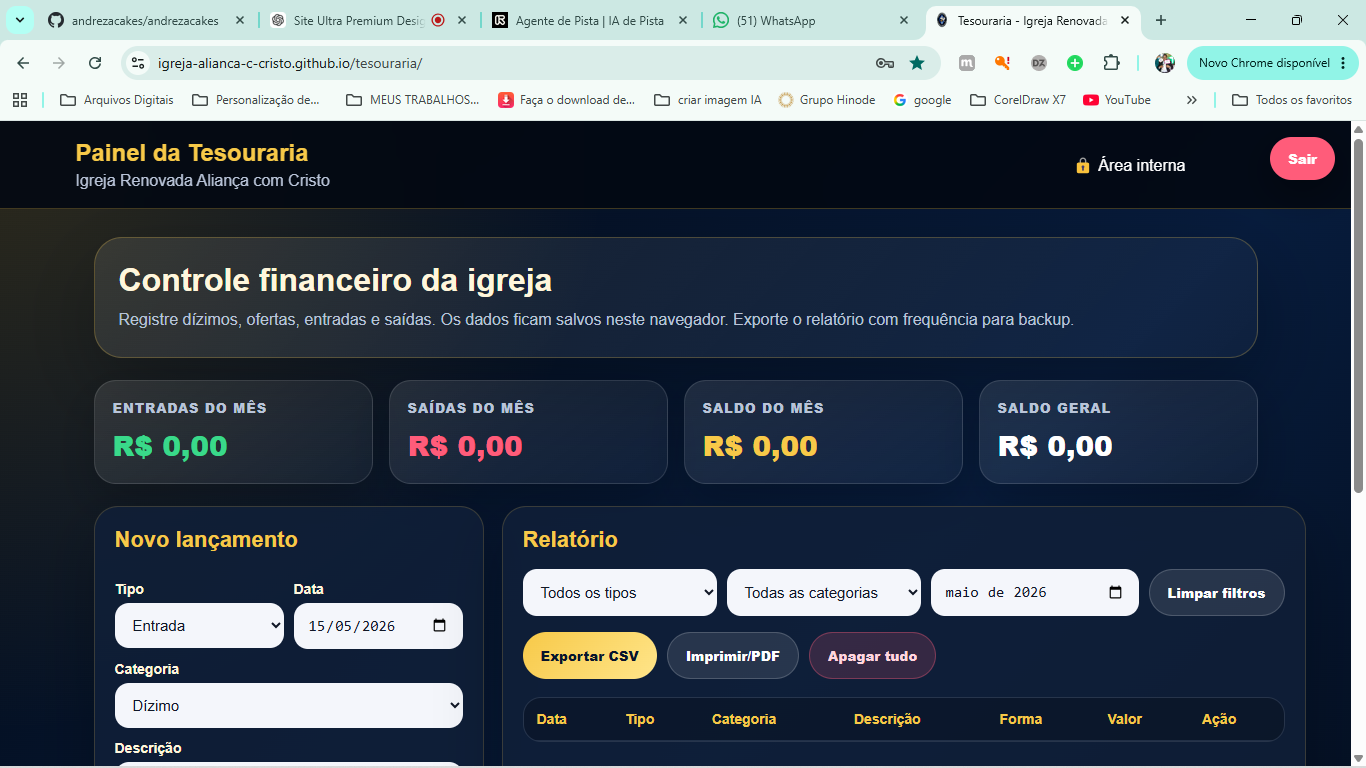 andrezacakes/andrezacakes
Site Ultra Premium Desig
Agente de Pista | IA de Pista
(51) WhatsApp
Tesouraria - Igreja Renovada
igreja-alianca-c-cristo.github.io/tesouraria/
Novo Chrome disponível
Arquivos Digitais
Personalização de...
MEUS TRABALHOS...
Faça o download de...
criar imagem IA
Grupo Hinode
google
CorelDraw X7
YouTube
Todos os favoritos
Painel da Tesouraria
Igreja Renovada Aliança com Cristo
Área interna
Sair
Controle financeiro da igreja
Registre dízimos, ofertas, entradas e saídas. Os dados ficam salvos neste navegador. Exporte o relatório com frequência para backup.
ENTRADAS DO MÊS
R$ 0,00
SAÍDAS DO MÊS
R$ 0,00
SALDO DO MÊS
R$ 0,00
SALDO GERAL
R$ 0,00
Novo lançamento
Tipo
Data
Entrada
15/05/2026
Categoria
Dízimo
Descrição
Relatório
Todos os tipos
Todas as categorias
maio de 2026
Limpar filtros
Exportar CSV
Imprimir/PDF
Apagar tudo
Data Tipo Categoria Descrição Forma Valor Ação